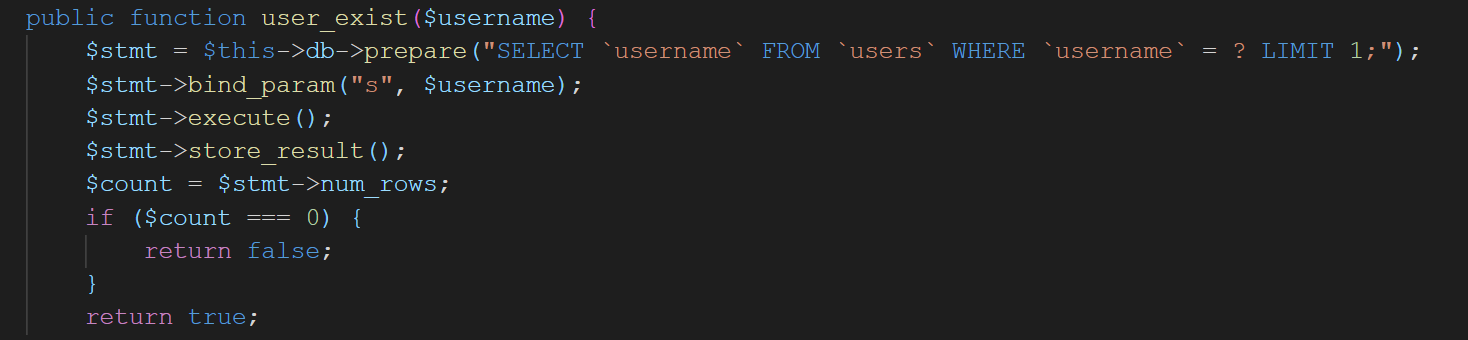 public function user_exist($username) {
    $stmt = $this->db->prepare("SELECT `username` FROM `users` WHERE `username` = ? LIMIT 1;");
    $stmt->bind_param("s", $username);
    $stmt->execute();
    $stmt->store_result();
    $count = $stmt->num_rows;
    if ($count === 0) {
        return false;
    }
    return true;